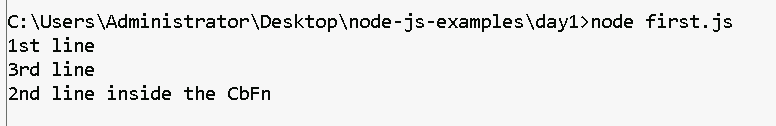 C:\Users\Administrator\Desktop\node-js-examples\day1>node first.js
1st line
3rd line
2nd line inside the CbFn